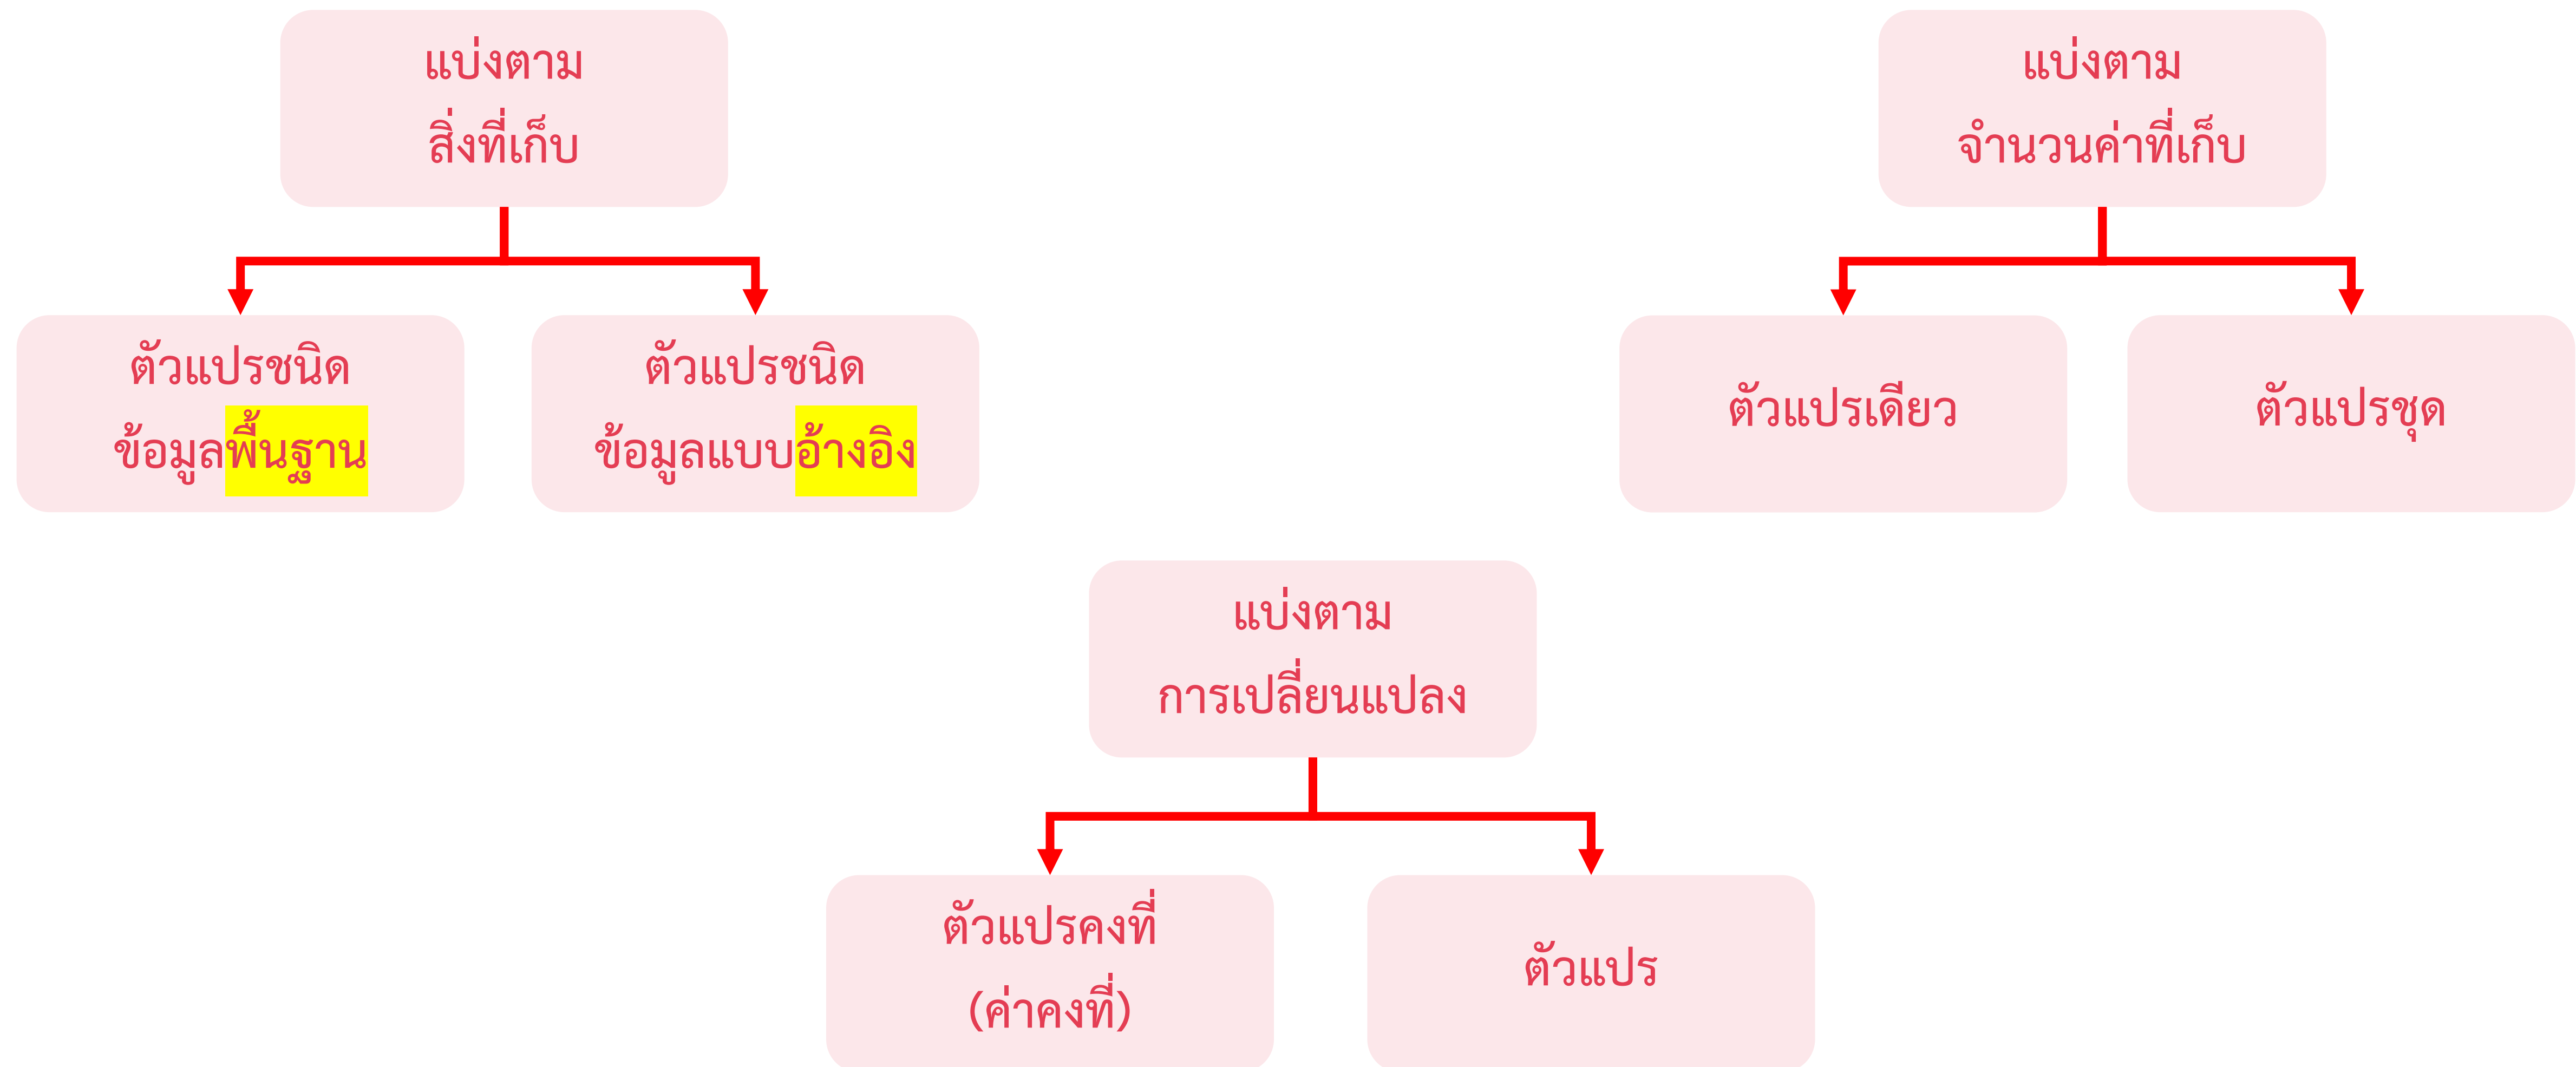 แบ่งตาม
สิ่งที่เก็บ
ตัวแปรชนิด
ข้อมูลพื้นฐาน
ตัวแปรชนิด
ข้อมูลแบบอ้างอิง
แบ่งตาม
จำนวนค่าที่เก็บ
ตัวแปรเดียว
ตัวแปรชุด
แบ่งตาม
การเปลี่ยนแปลง
ตัวแปรคงที่
(ค่าคงที่)
ตัวแปร